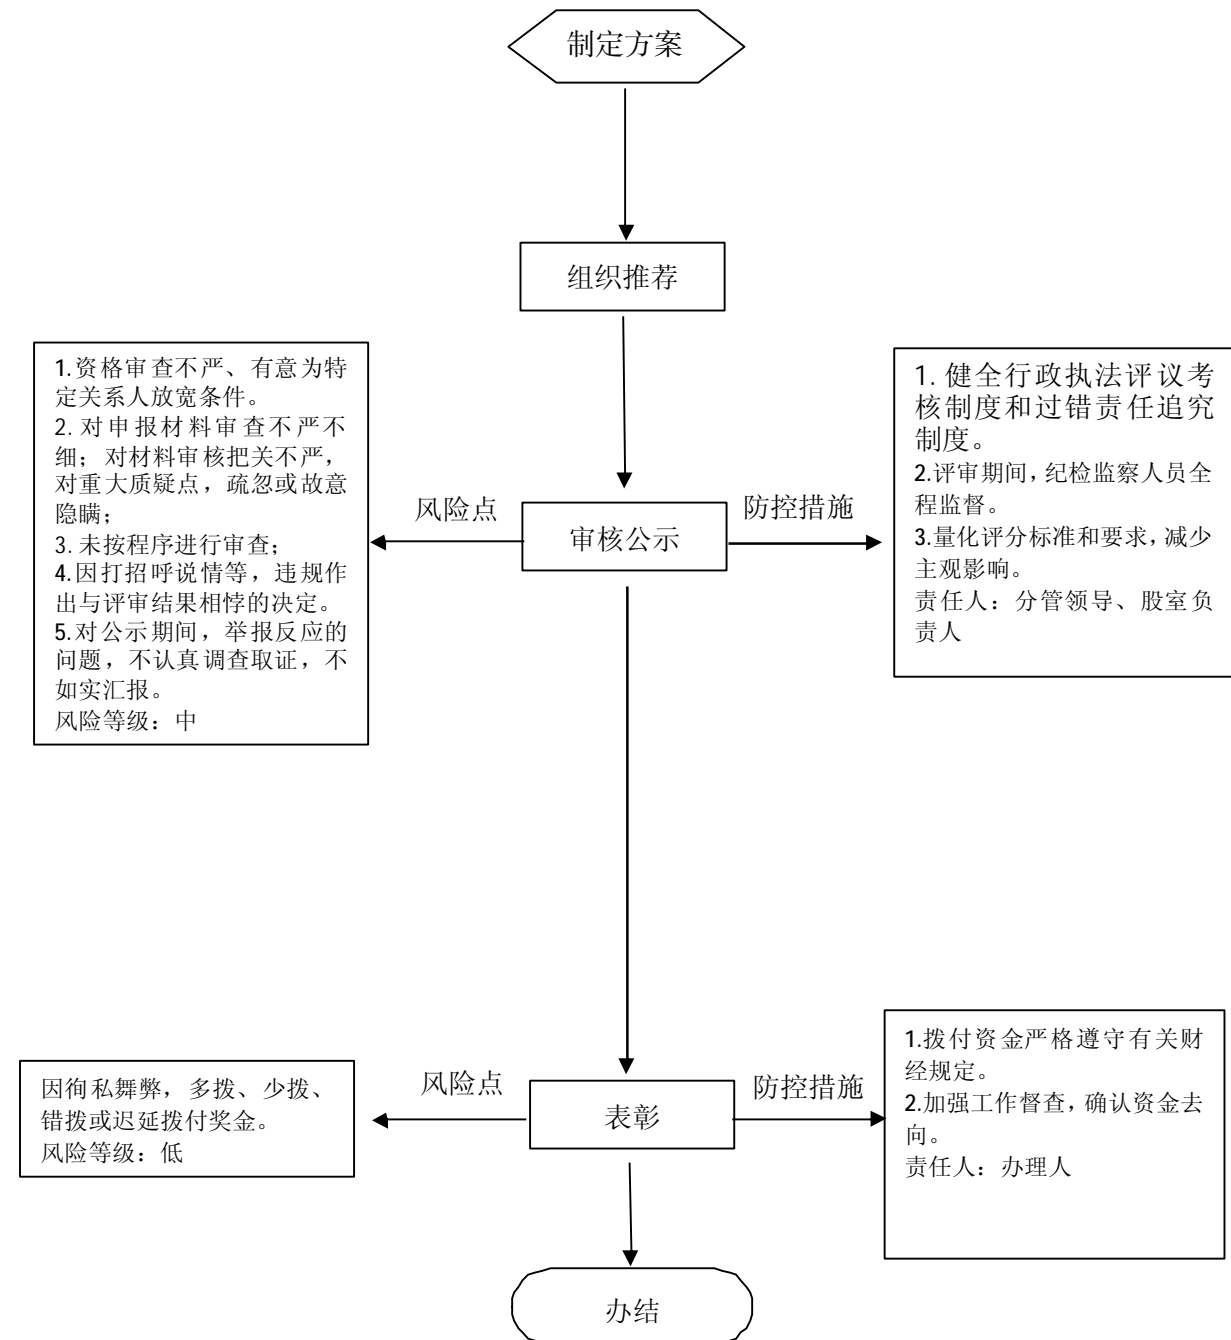 制定方案
组织推荐
1.资格审查不严、有意为特
定关系人放宽条件。
2.对申报材料审查不严不
细；对材料审核把关不严，
对重大质疑点，疏忽或故意
隐瞒；
3.未按程序进行审查；
4.因打招呼说情等，违规作
出与评审结果相悖的决定。
5.对公示期间，举报反应的
问题，不认真调查取证，不
如实汇报。
风险等级：中
风险点
审核公示
防控措施
1.健全行政执法评议考
核制度和过错责任追究
制度。
2.评审期间，纪检监察人员全
程监督。
3.量化评分标准和要求，减少
主观影响。
责任人：分管领导、股室负
责人
因徇私舞弊，多拨、少拨、
错拨或迟延拨付奖金。
风险等级：低
风险点
表彰
防控措施
1.拨付资金严格遵守有关财
经规定。
2.加强工作督查，确认资金去
向。
责任人：办理人
办结